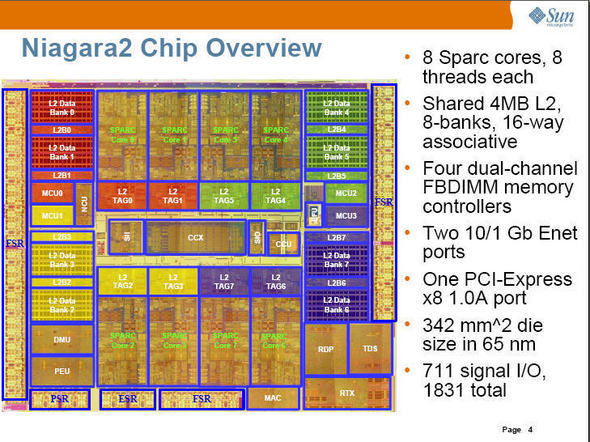 Sun
microsystems
Niagara2 Chip Overview
• 8 Sparc cores, 8
threads each
• Shared 4MB L2,
8-banks, 16-way
associative
• Four dual-channel
FBDIMM memory
controllers
• Two 10/1 Gb Enet
ports
• One PCI-Express
x8 1.0A port
• 342 mm^2 die
size in 65 nm
• 711 signal I/O,
1831 total
L2 Data
Bank 0
L2B0
L2 Data
Bank 1
L2B1
SPARC
Core 0
SPARC
Core 1
SPARC
Core 5
SPARC
Core 4
L2 Data
Bank 4
L2B4
L2 Data
Bank 5
L2B5
MCU0
MCU1
NCU
L2
TAG0
L2
TAG1
L2
TAG5
L2
TAG4
MCU2
MCU3
FSR
FSR
SII
CCX
SIO
CCU
L2B3
L2 Data
Bank 3
L2B2
L2 Data
Bank 2
L2B7
L2 Data
Bank 7
L2B6
L2 Data
Bank 6
L2
TAG2
L2
TAG3
L2
TAG7
L2
TAG6
SPARC
Core 2
SPARC
SPARC
Core 7
SPARC
Core 6
DMU
PEU
RDP
TDS
RTX
PSR
ESR
FSR
MAC
Page 4